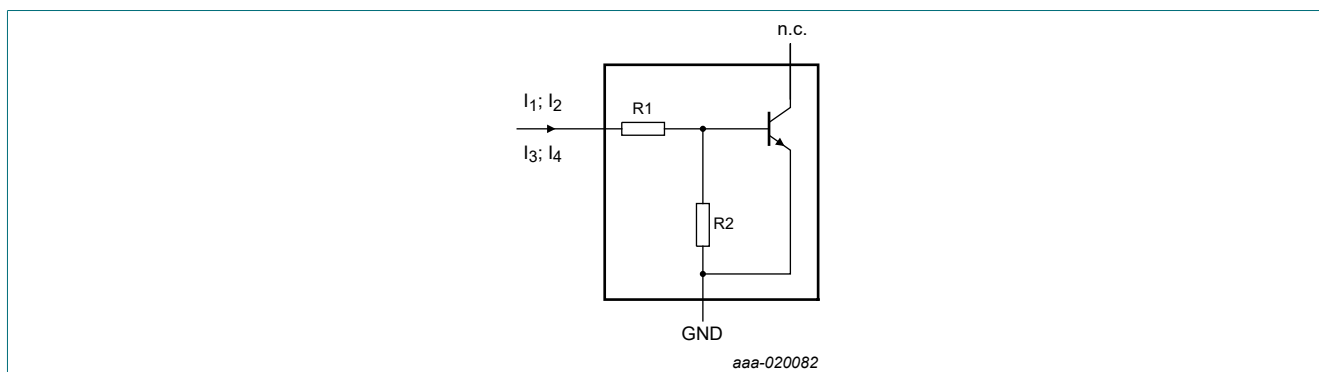 n.c.
I1; I2
R1
I3; I4
R2
GND
aaa-020082